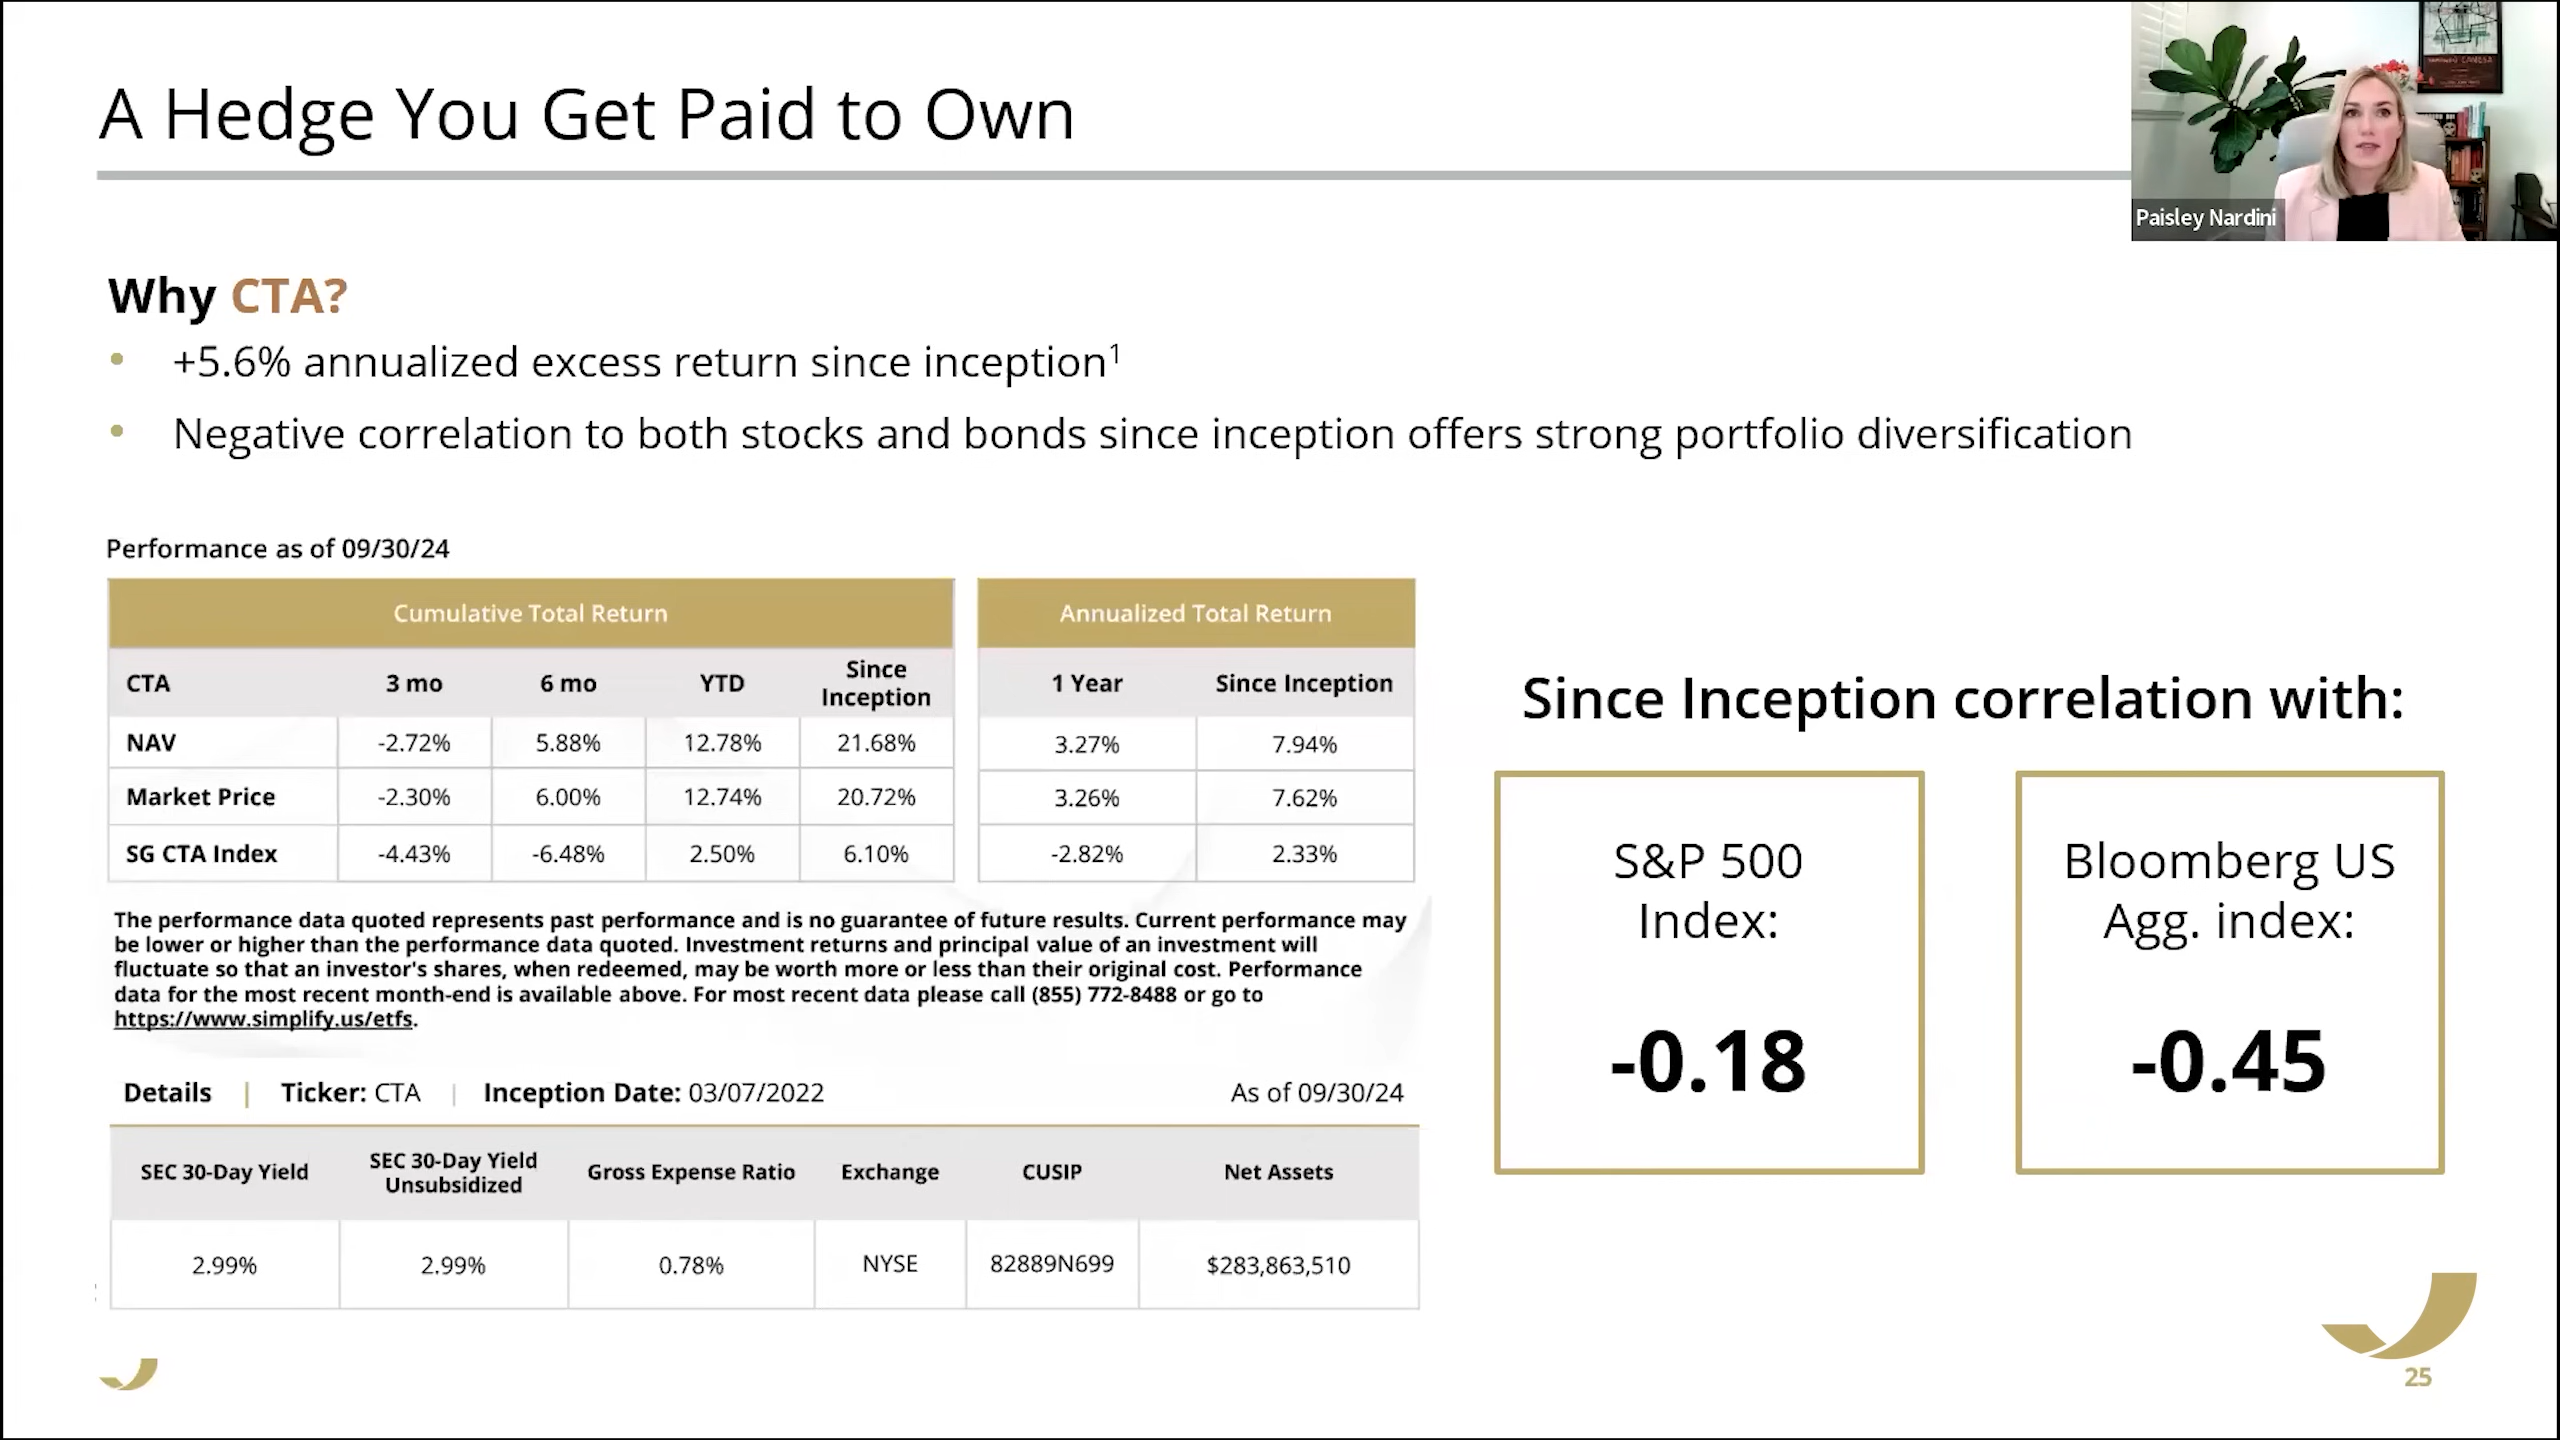 A Hedge You Get Paid to Own
Paisley Nardini
Why CTA?
• +5.6% annualized excess return since inception¹
• Negative correlation to both stocks and bonds since inception offers strong portfolio diversification
Performance as of 09/30/24
Cumulative Total Return
CTA 3 mo 6 mo YTD Since Inception
NAV -2.72% 5.88% 12.78% 21.68%
Market Price -2.30% 6.00% 12.74% 20.72%
SG CTA Index -4.43% -6.48% 2.50% 6.10%
Annualized Total Return
1 Year Since Inception
3.27% 7.94%
3.26% 7.62%
-2.82% 2.33%
The performance data quoted represents past performance and is no guarantee of future results. Current performance may
be lower or higher than the performance data quoted. Investment returns and principal value of an investment will
fluctuate so that an investor's shares, when redeemed, may be worth more or less than their original cost. Performance
data for the most recent month-end is available above. For most recent data please call (855) 772-8488 or go to
https://www.simplify.us/etfs.
Details | Ticker: CTA | Inception Date: 03/07/2022 As of 09/30/24
SEC 30-Day Yield SEC 30-Day Yield Unsubsidized Gross Expense Ratio Exchange CUSIP Net Assets
2.99% 2.99% 0.78% NYSE 82889N699 $283,863,510
Since Inception correlation with:
S&P 500
Index:
-0.18
Bloomberg US
Agg. index:
-0.45
25